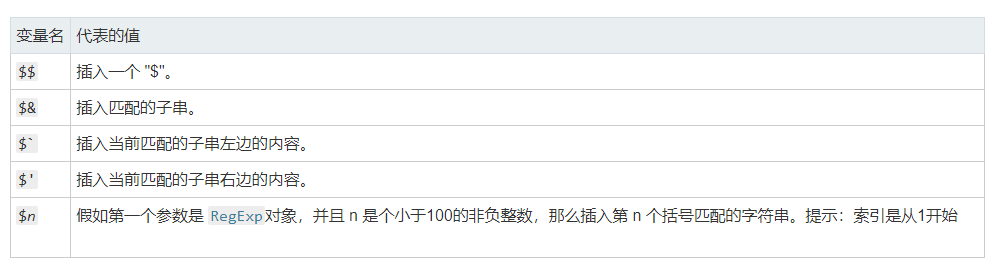 变量名 代表的值
$$ 插入一个 "$"。
$& 插入匹配的子串。
$` 插入当前匹配的子串左边的内容。
$' 插入当前匹配的子串右边的内容。
$n 假如第一个参数是 RegExp对象，并且 n 是个小于100的非负整数，那么插入第 n 个括号匹配的字符串。提示：索引是从1开始